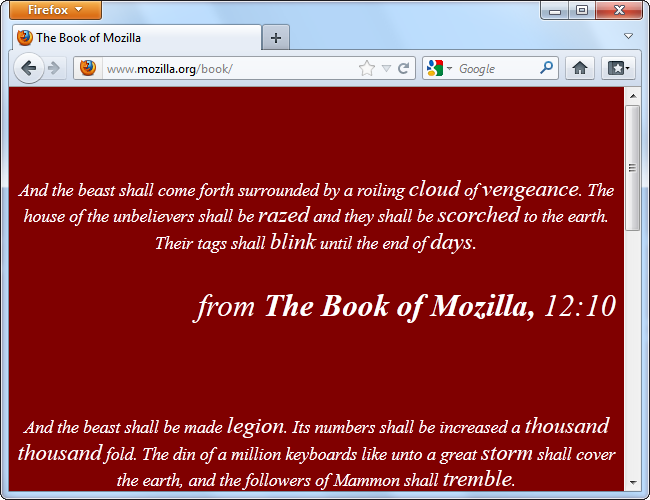 Firefox
The Book of Mozilla
www.mozilla.org/book/
Google
And the beast shall come forth surrounded by a roiling cloud of vengeance. The
house of the unbelievers shall be razed and they shall be scorched to the earth.
Their tags shall blink until the end of days.
from The Book of Mozilla, 12:10
And the beast shall be made legion. Its numbers shall be increased a thousand
thousand fold. The din of a million keyboards like unto a great storm shall cover
the earth, and the followers of Mammon shall tremble.